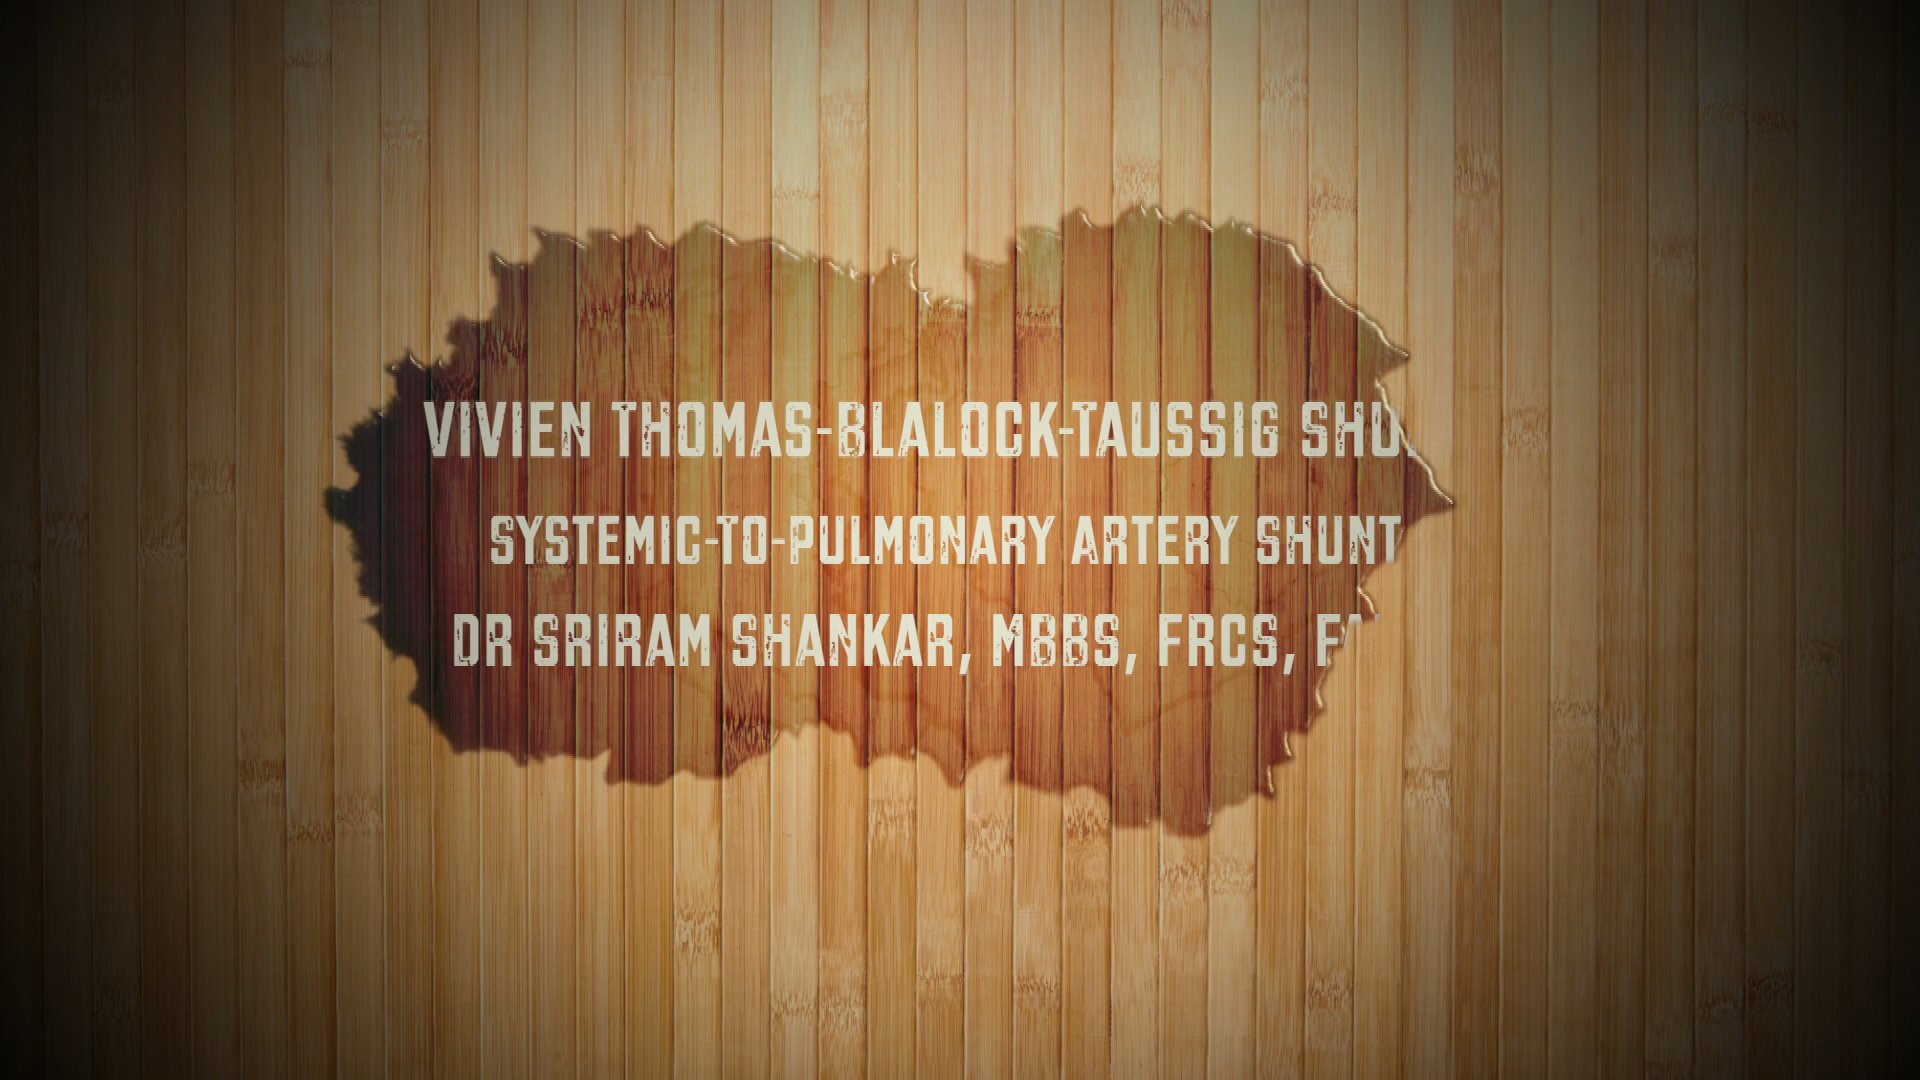 VIVIEN THOMAS-BLALOCK-TAUSSIG
SYSTEMIC-TO-PULMONARY ARTERY SHUNT
DR SRIRAM SHANKAR, MBBS, FRCS,